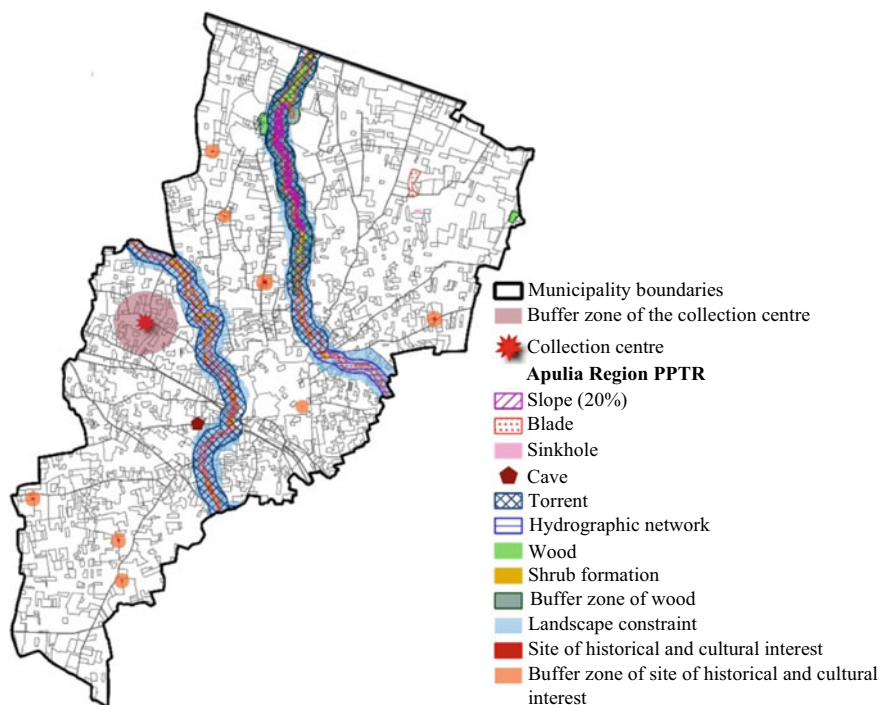 Municipality boundaries
Buffer zone of the collection centre
Collection centre
Apulia Region PPTR
Slope (20%)
Blade
Sinkhole
Cave
Torrent
Hydrographic network
Wood
Shrub formation
Buffer zone of wood
Landscape constraint
Site of historical and cultural interest
Buffer zone of site of historical and cultural
interest